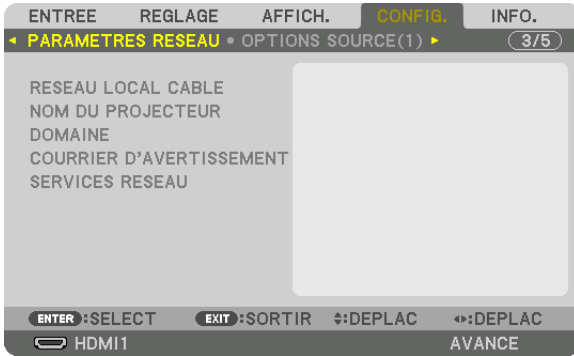 ENTREE REGLAGE AFFICH. CONFIG. INFO.
◂ PARAMETRES RESEAU • OPTIONS SOURCE(1) ▸ 3/5
RESEAU LOCAL CABLE
NOM DU PROJECTEUR
DOMAINE
COURRIER D'AVERTISSEMENT
SERVICES RESEAU
ENTER :SELECT EXIT :SORTIR :DEPLAC :DEPLAC
HDMI1 AVANCE